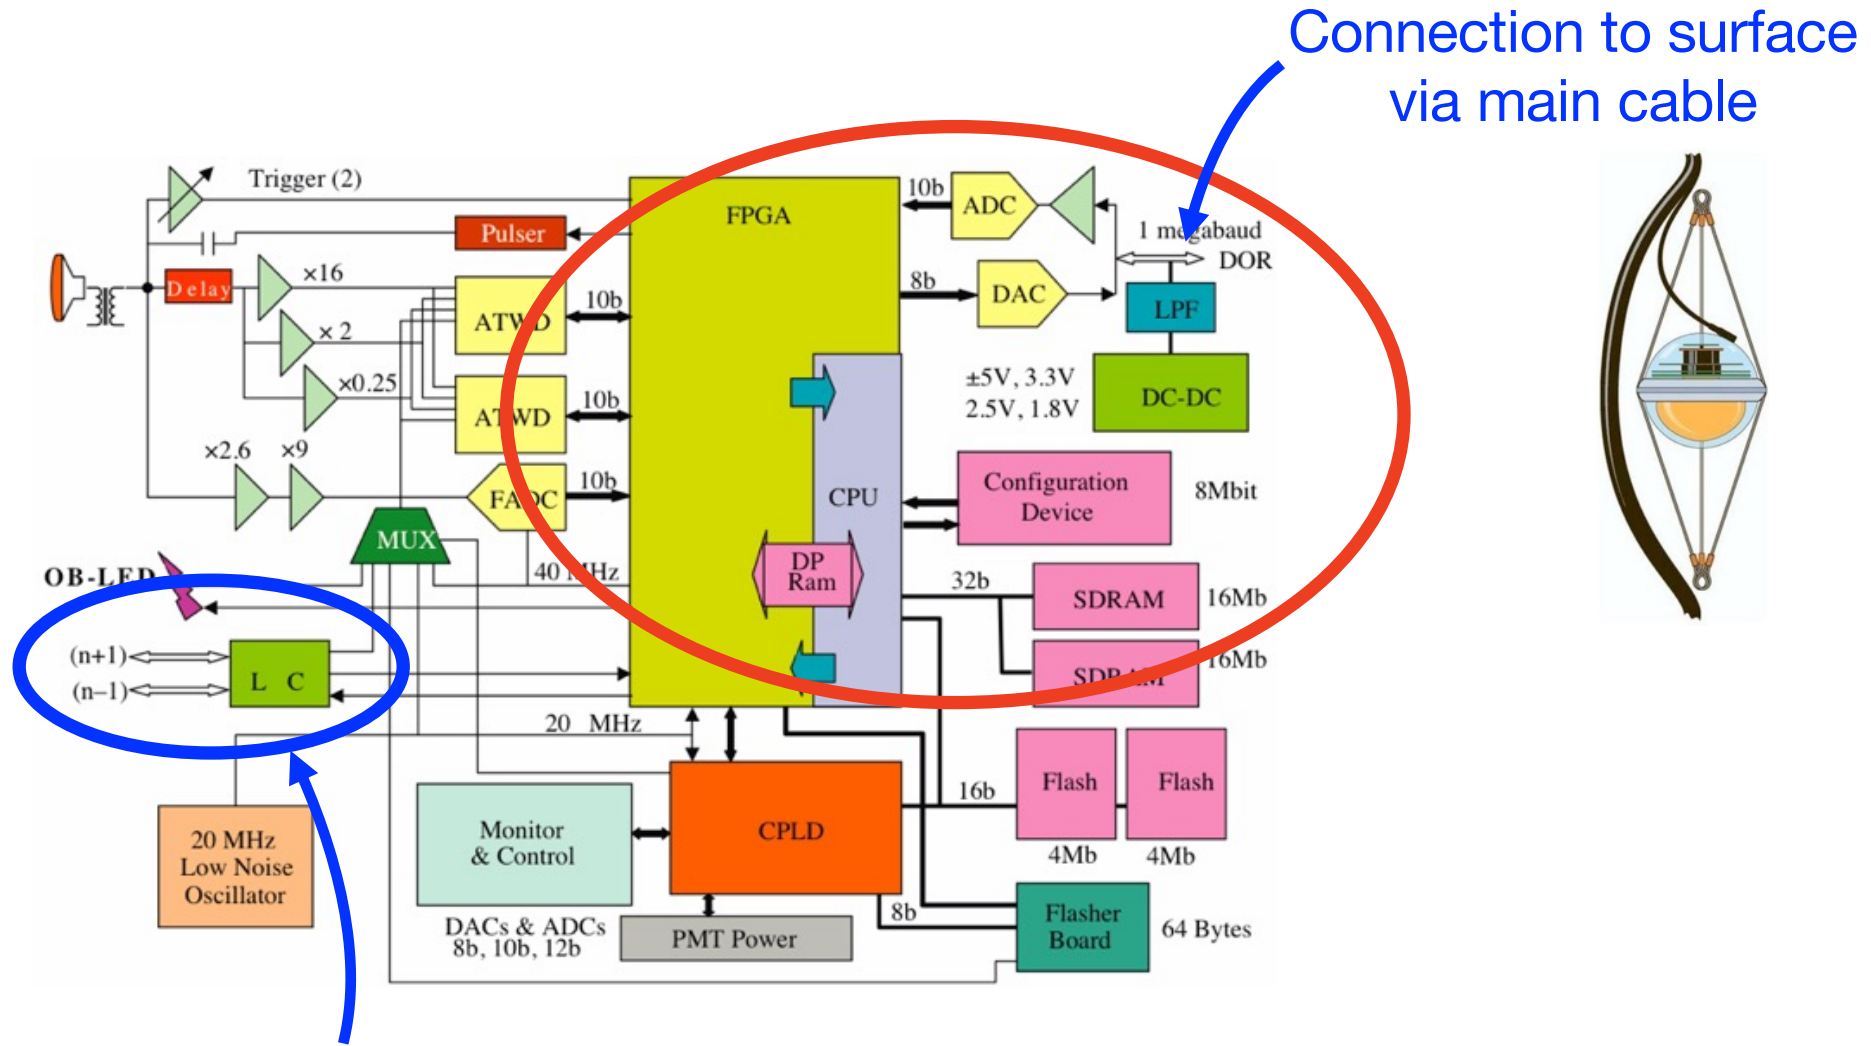 Connection to surface
via main cable
Trigger (2)
FPGA
10b
ADC
Pulser
1 megabaud
DOR
×16
Delay
8b
DAC
10b
LPF
ATWD
× 2
×0.25
±5V, 3.3V
2.5V, 1.8V
DC-DC
10b
ATWD
×2.6
×9
10b
FADC
CPU
Configuration
Device
8Mbit
MUX
DP
Ram
OB-LED
40 MHz
32b
SDRAM
16Mb
(n+1)
(n–1)
L C
SDRAM
16Mb
20 MHz
20 MHz
Low Noise
Oscillator
Monitor
& Control
CPLD
16b
Flash
Flash
4Mb
4Mb
DACs & ADCs
8b, 10b, 12b
PMT Power
8b
Flasher
Board
64 Bytes